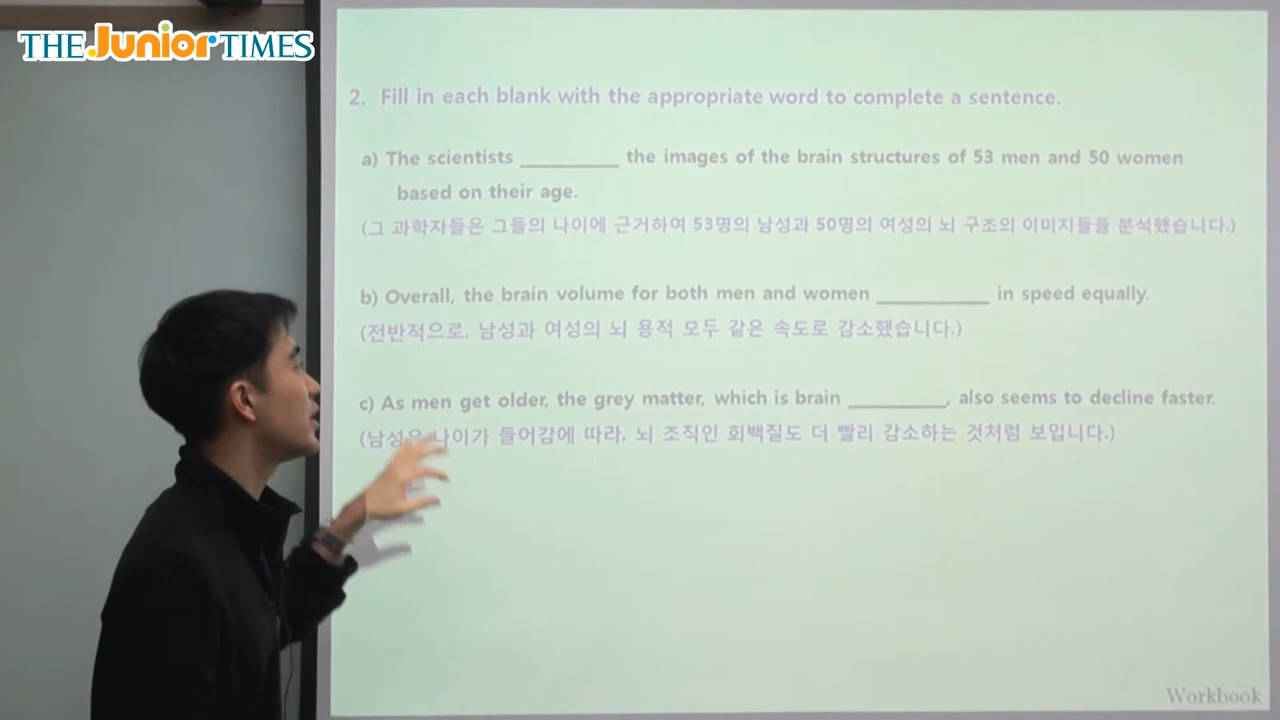 THE Junior TIMES
2. Fill in each blank with the appropriate word to complete a sentence.
a) The scientists __________ the images of the brain structures of 53 men and 50 women
based on their age.
(그 과학자들은 그들의 나이에 근거하여 53명의 남성과 50명의 여성의 뇌 구조의 이미지들을 분석했습니다.)
b) Overall, the brain volume for both men and women ___________ in speed equally.
(전반적으로, 남성과 여성의 뇌 용적 모두 같은 속도로 감소했습니다.)
c) As men get older, the grey matter, which is brain __________, also seems to decline faster.
(남성은 나이가 들어감에 따라, 뇌 조직인 회백질도 더 빨리 감소하는 것처럼 보입니다.)
Workbook